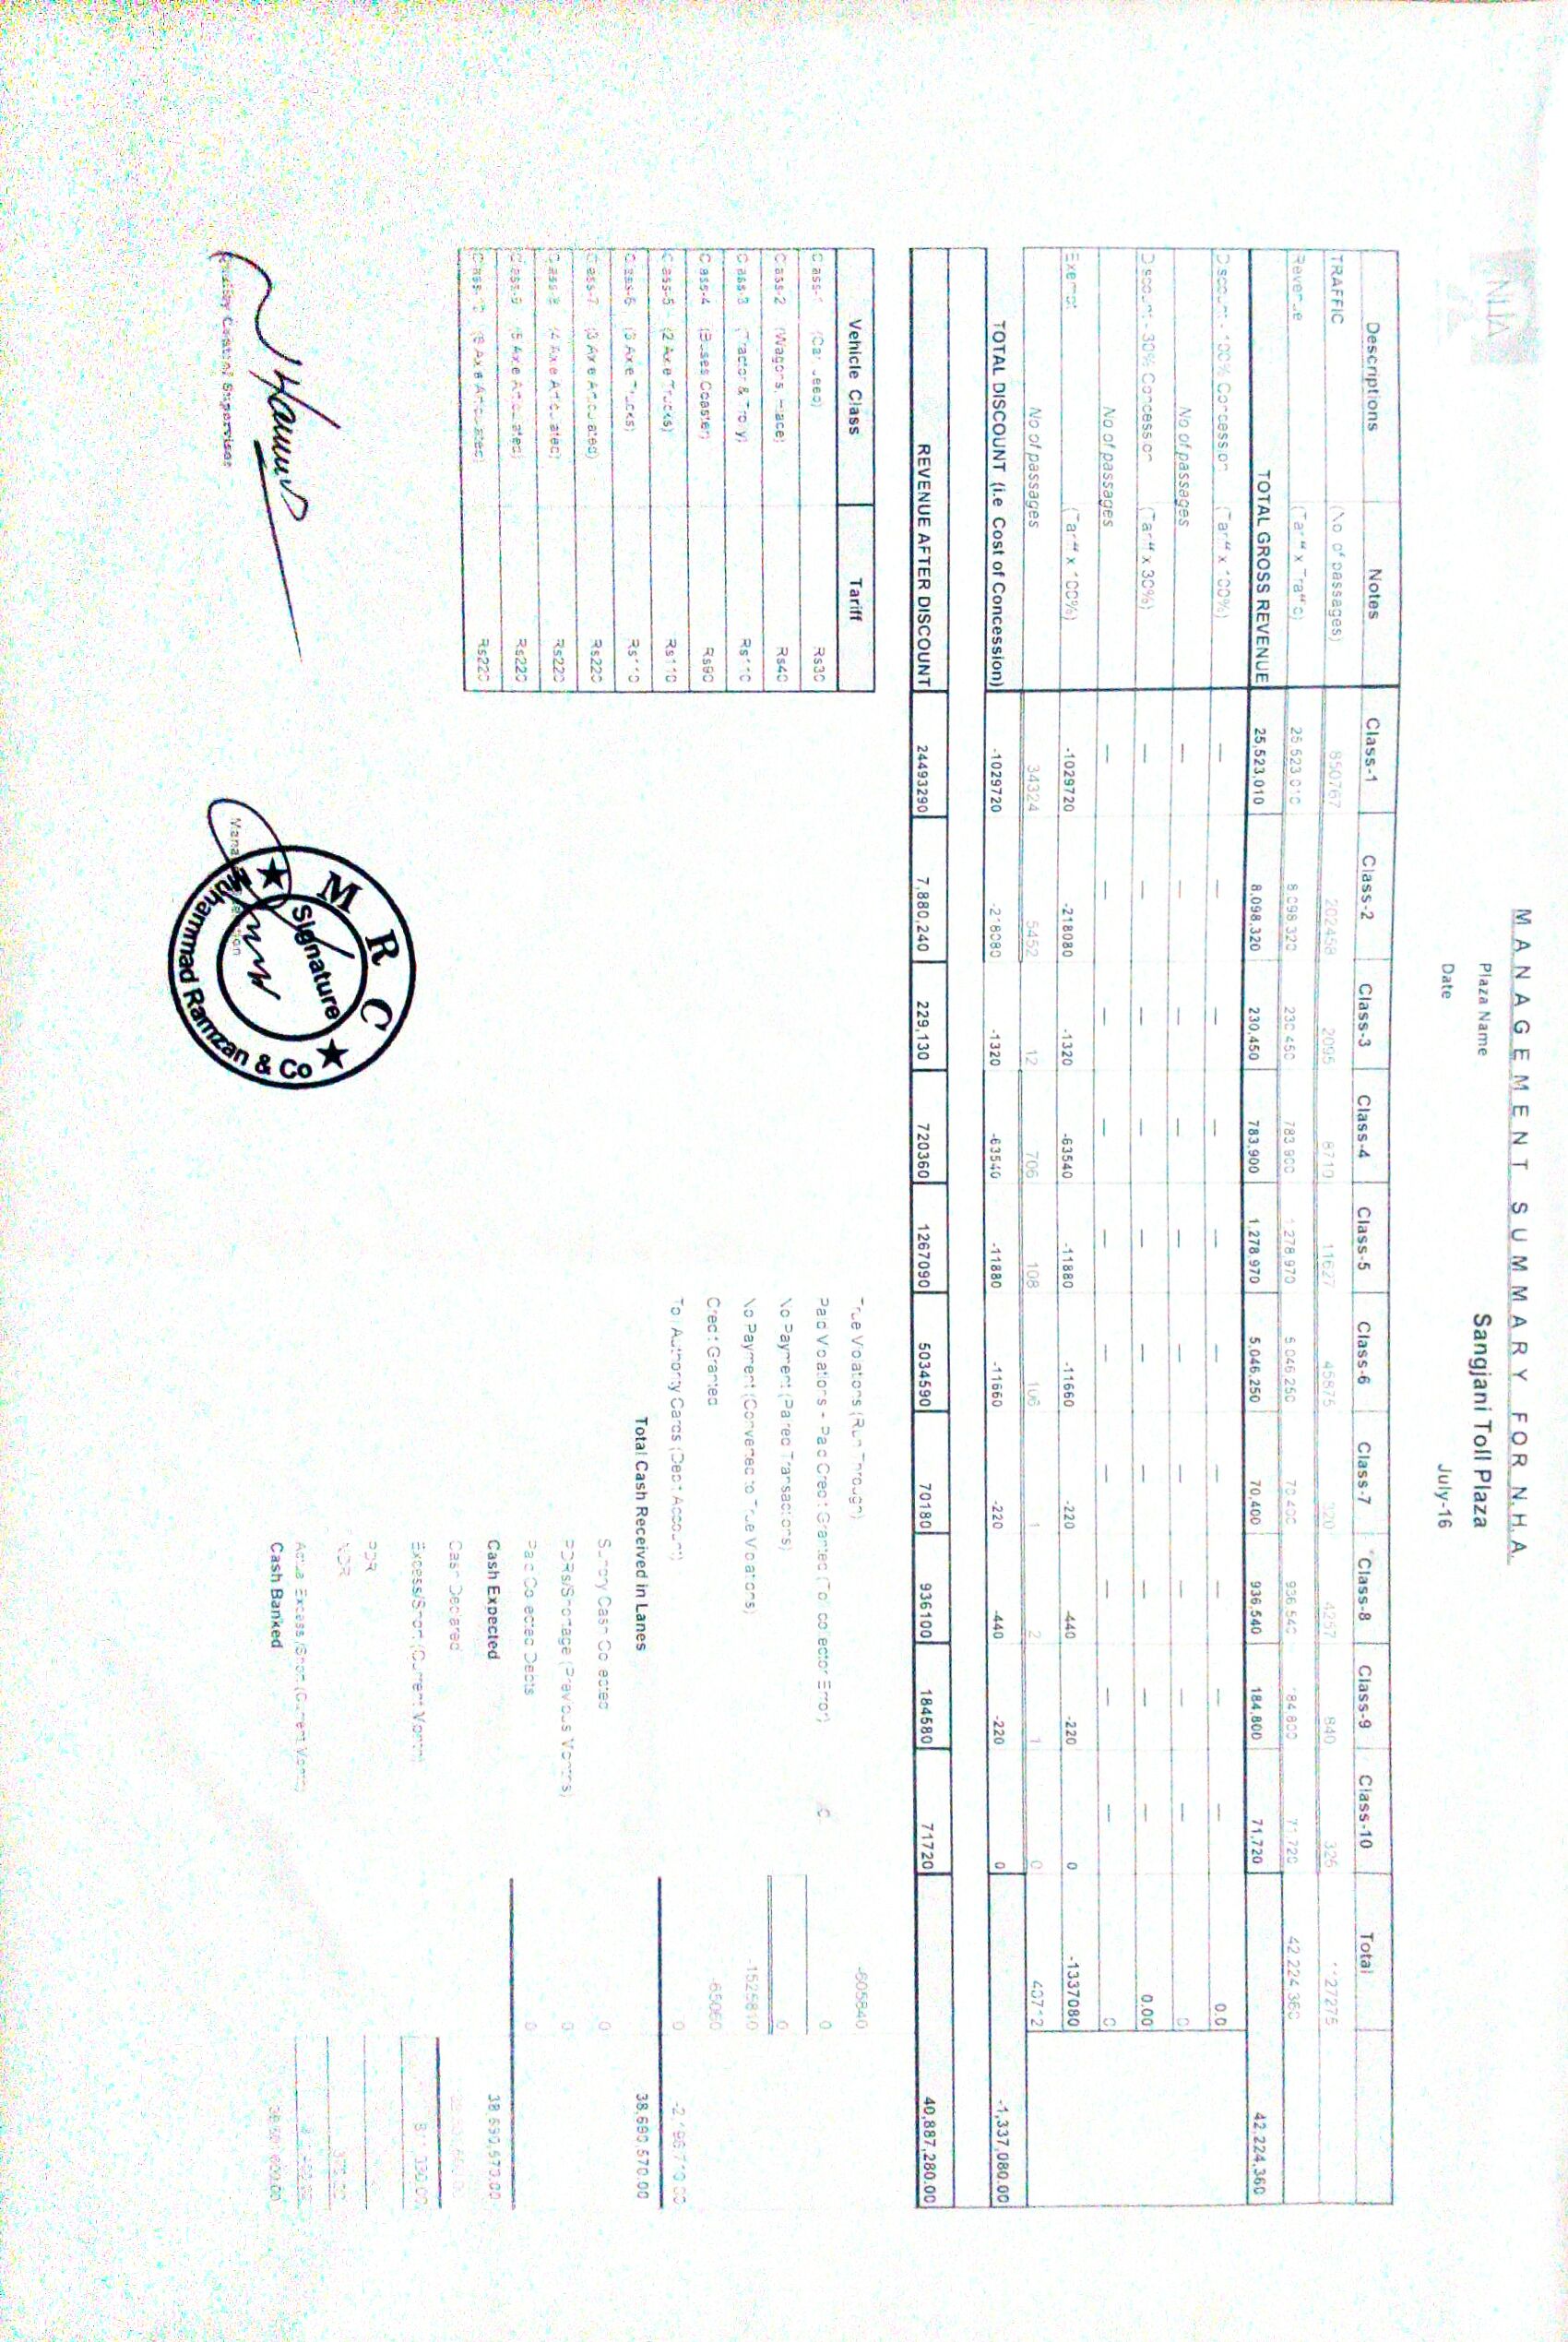 NHA
MANAGEMENT SUMMARY FOR N.H.A.
Plaza Name Sangjani Toll Plaza
Date July-16
Descriptions Notes Class-1 Class-2 Class-3 Class-4 Class-5 Class-6 Class-7 Class-8 Class-9 Class-10 Total
TRAFFIC (No of passages) 850767 202458 2095 8710 11627 45875 320 4257 840 326 1127275
Revenue (Tariff x Traffic) 25,523,010 8,098,320 230,450 783,900 1,278,970 5,046,250 70,400 936,540 184,800 71,720 42,224,360
TOTAL GROSS REVENUE 25,523,010 8,098,320 230,450 783,900 1,278,970 5,046,250 70,400 936,540 184,800 71,720 42,224,360
Discount - 100% Concession (Tariff x 100%) — — — — — — — — — — 0.0
No of passages — — — — — — — — — — 0
Discount - 30% Concession (Tariff x 30%) — — — — — — — — — — 0.00
No of passages — — — — — — — — — — 0
Exempt (Tariff x 100%) -1029720 -218080 -1320 -63540 -11880 -11660 -220 -440 -220 0 -1337080
No of passages 34324 5452 12 706 108 106 1 2 1 0 40712
TOTAL DISCOUNT (i.e Cost of Concession) -1029720 -218080 -1320 -63540 -11880 -11660 -220 -440 -220 0 -1,337,080.00
REVENUE AFTER DISCOUNT 24493290 7,880,240 229,130 720360 1267090 5034590 70180 936100 184580 71720 40,887,280.00
Vehicle Class Tariff
Class-1 (Car, Jeep) Rs30
Class-2 (Wagons, Hiace) Rs40
Class-3 (Tractor & Trolly) Rs110
Class-4 (Buses Coaster) Rs90
Class-5 (2 Axle Trucks) Rs110
Class-6 (3 Axle Trucks) Rs110
Class-7 (3 Axle Articulated) Rs220
Class-8 (4 Axle Articulated) Rs220
Class-9 (5 Axle Articulated) Rs220
Class-10 (6 Axle Articulated) Rs220
True Violations (Run Through) -605840
Paid Violations - Paid Credit Granted (Toll collector Error) 0
No Payment (Paired Transactions) 0
No Payment (Converted to True Violations) -1525810
Credit Granted -65060
Toll Authority Cards (Debit Account) 0 -2,196,710.00
Total Cash Received in Lanes 38,690,570.00
Sundry Cash Collected 0
PDRs/Shortage (Previous Months) 0
Paid Collected Debts 0
Cash Expected 38,690,570.00
Cash Declared
Excess/Short (Current Month)
PDR
NDR
Actual Excess /Short (Current Month)
Cash Banked
Quality Control Supervisor
M R C
Signature
Muhammad Ramzan & Co